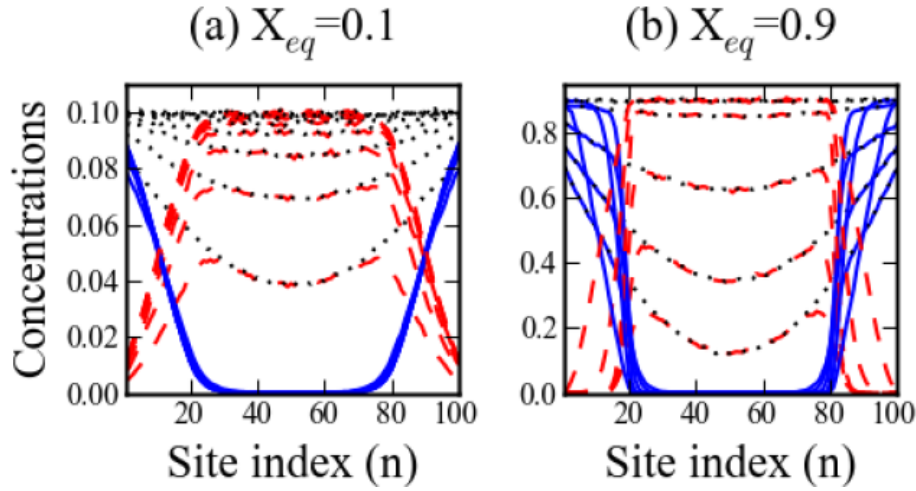 (a) X_eq=0.1
(b) X_eq=0.9
Concentrations
0.10
0.08
0.06
0.04
0.02
0.00
20 40 60 80 100
Site index (n)
0.8
0.6
0.4
0.2
0.0
20 40 60 80 100
Site index (n)